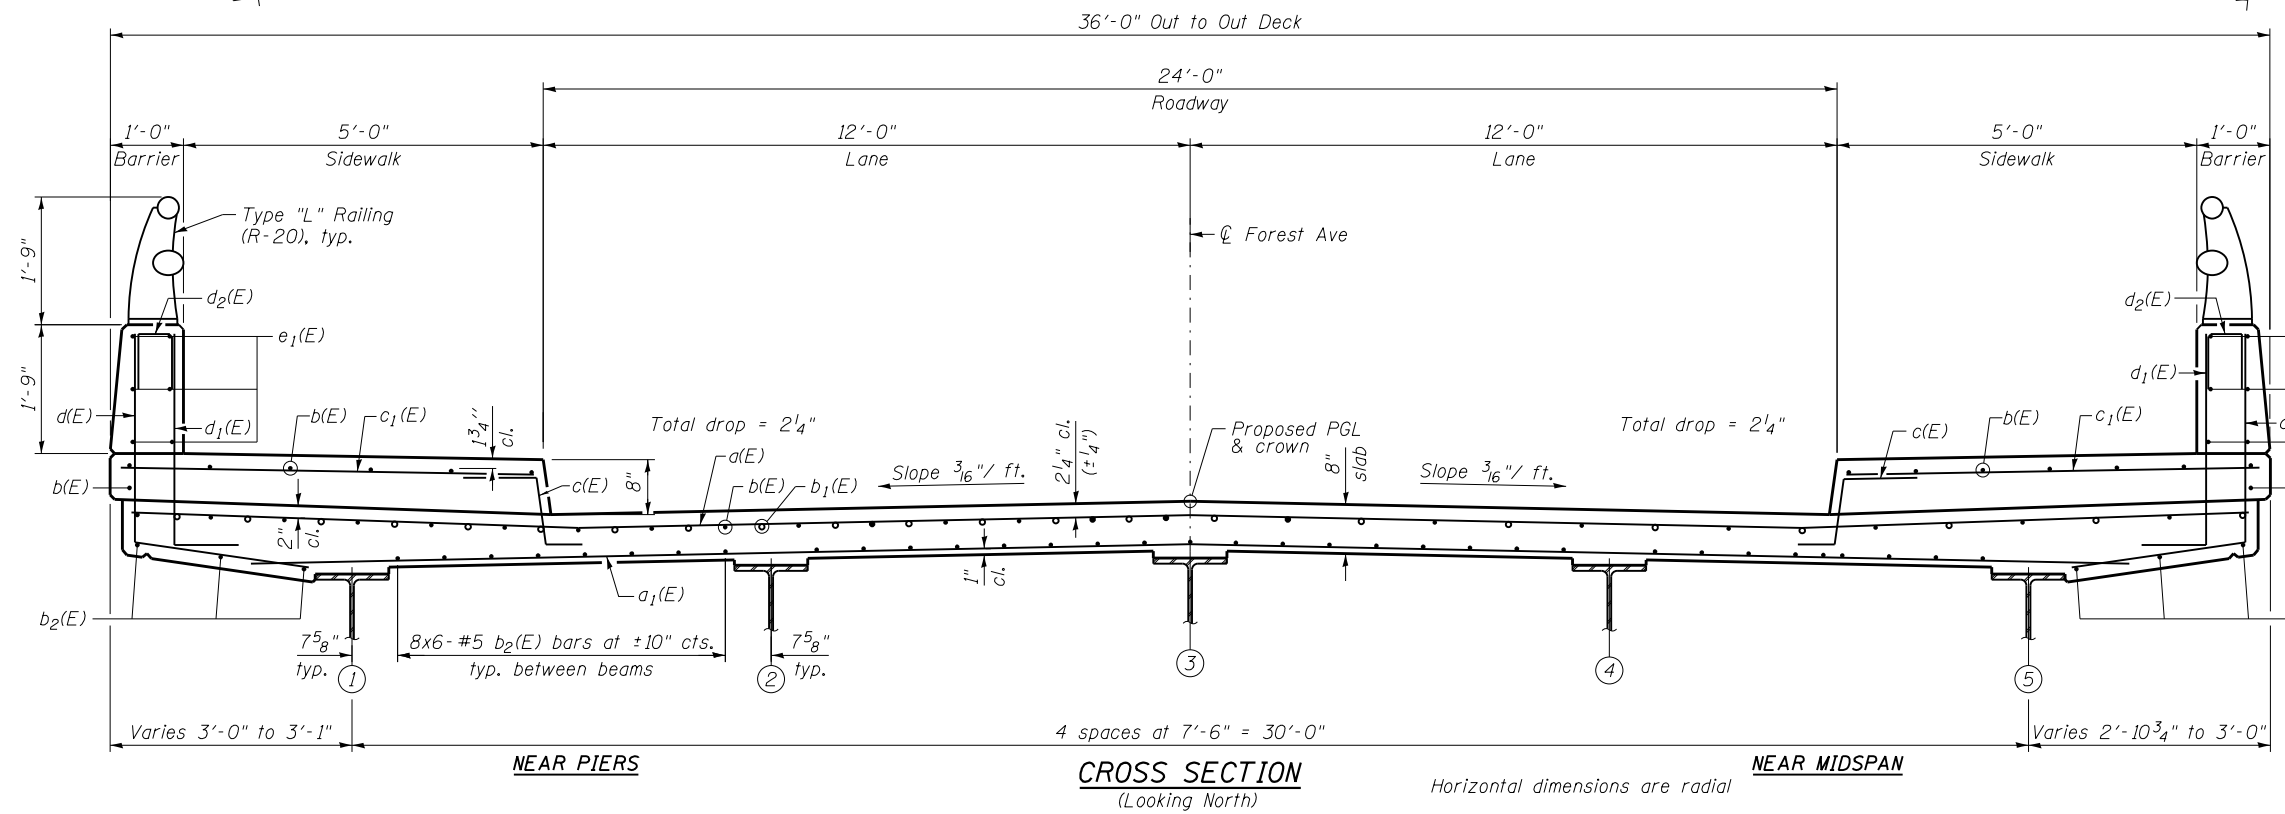 36'-0" Out to Out Deck
24'-0"
Roadway
1'-0" 5'-0" 12'-0" 12'-0" 5'-0" 1'-0"
Barrier Sidewalk Lane Lane Sidewalk Barrier
Type "L" Railing
(R-20), typ.
℄ Forest Ave
1'-9"
d₂(E)
d₂(E)
e₁(E)
1'-9"
d₁(E)
d(E)
d₁(E)
b(E)
c₁(E)
1¾" cl.
Total drop = 2¼"
2¼" cl.
(±¼")
Proposed PGL
& crown
8"
slab
Total drop = 2¼"
c(E)
b(E)
c₁(E)
b(E)
c(E)
8"
a(E)
b(E)
b₁(E)
Slope 3/16"/ ft.
Slope 3/16"/ ft.
2"
cl.
1"
cl.
a₁(E)
b₂(E)
7⅝"
typ.
8x6-#5 b₂(E) bars at ±10" cts.
typ. between beams
7⅝"
typ.
1 2 3 4 5
Varies 3'-0" to 3'-1"
4 spaces at 7'-6" = 30'-0"
Varies 2'-10¾" to 3'-0"
NEAR PIERS
CROSS SECTION
(Looking North)
Horizontal dimensions are radial
NEAR MIDSPAN